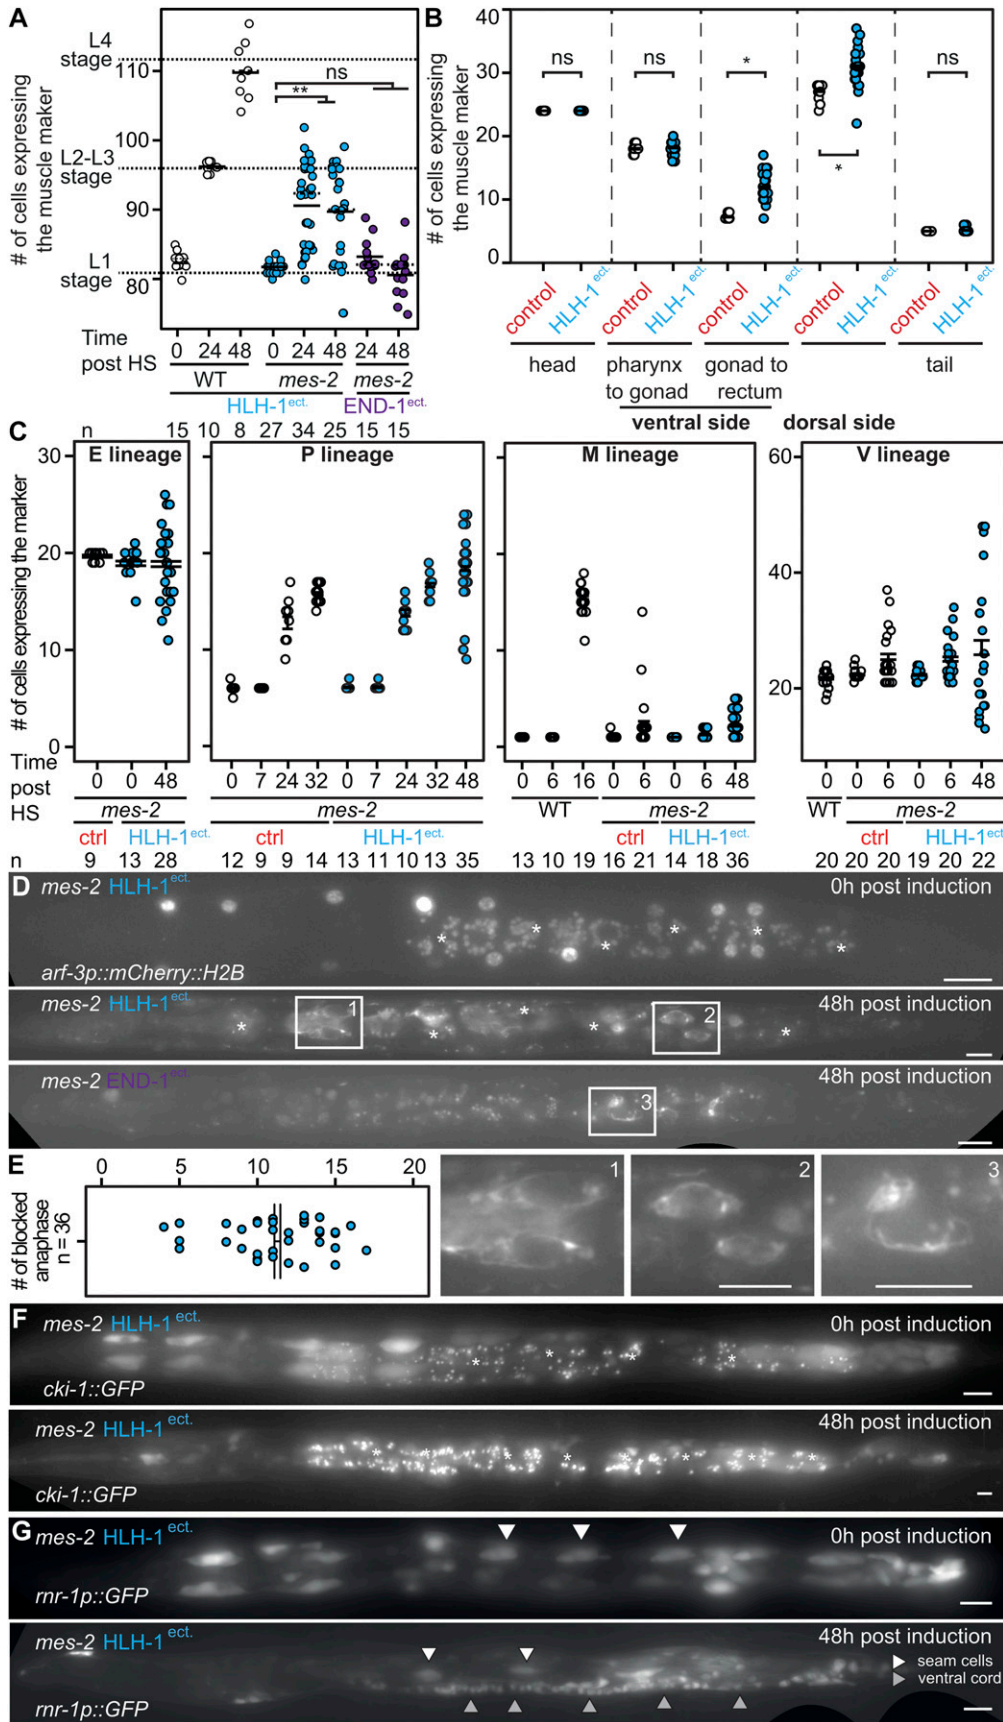 A
# of cells expressing
the muscle maker
L4
stage
L2-L3
stage
L1
stage
110
100
90
80
ns
**
Time
post HS
0 24 48 0 24 48 24 48
WT mes-2 mes-2
HLH-1ect. END-1ect.
n 15 10 8 27 34 25 15 15
B
# of cells expressing
the muscle maker
40
30
20
10
0
ns ns * * ns
control HLH-1ect. control HLH-1ect. control HLH-1ect. control HLH-1ect. control HLH-1ect.
head pharynx gonad to tail
to gonad rectum
ventral side dorsal side
C
# of cells expressing the marker
30
20
10
0
E lineage
P lineage
M lineage
V lineage
60
40
20
Time
post
HS
0 0 48
0 7 24 32 0 7 24 32 48
0 6 16 0 6 0 6 48
0 0 6 0 6 48
mes-2 mes-2 WT mes-2 WT mes-2
ctrl HLH-1ect. ctrl HLH-1ect. ctrl HLH-1ect. ctrl HLH-1ect.
n 9 13 28 12 9 9 14 13 11 10 13 35 13 10 19 16 21 14 18 36 20 20 20 19 20 22
D mes-2 HLH-1ect. 0h post induction
* * * * * *
arf-3p::mCherry::H2B
mes-2 HLH-1ect. 48h post induction
1 2
* * * * *
mes-2 END-1ect. 48h post induction
3
E
0 5 10 15 20
# of blocked
anaphase
n = 36
1 2 3
F mes-2 HLH-1ect. 0h post induction
* * * *
cki-1::GFP
mes-2 HLH-1ect. 48h post induction
* * * * * * * *
cki-1::GFP
G mes-2 HLH-1ect. 0h post induction
rnr-1p::GFP
mes-2 HLH-1ect. 48h post induction
seam cells
ventral cord
rnr-1p::GFP